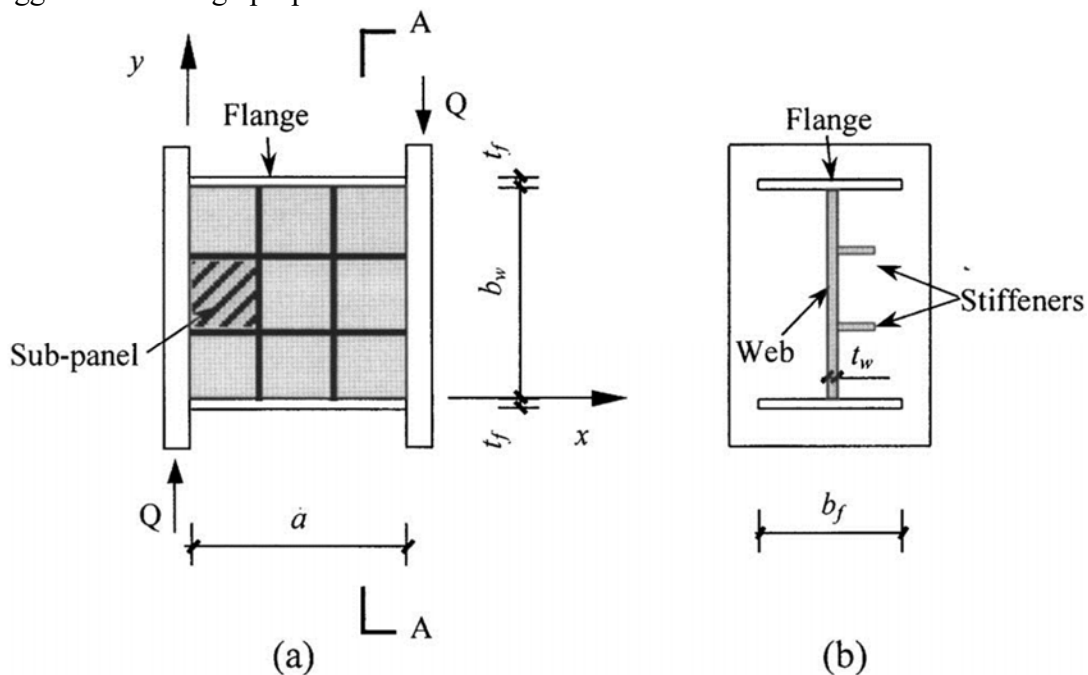 A
y
Q
Flange
t_f
Flange
b_w
Stiffeners
Sub-panel
Web
t_w
x
t_f
Q
a
b_f
A
(a)
(b)